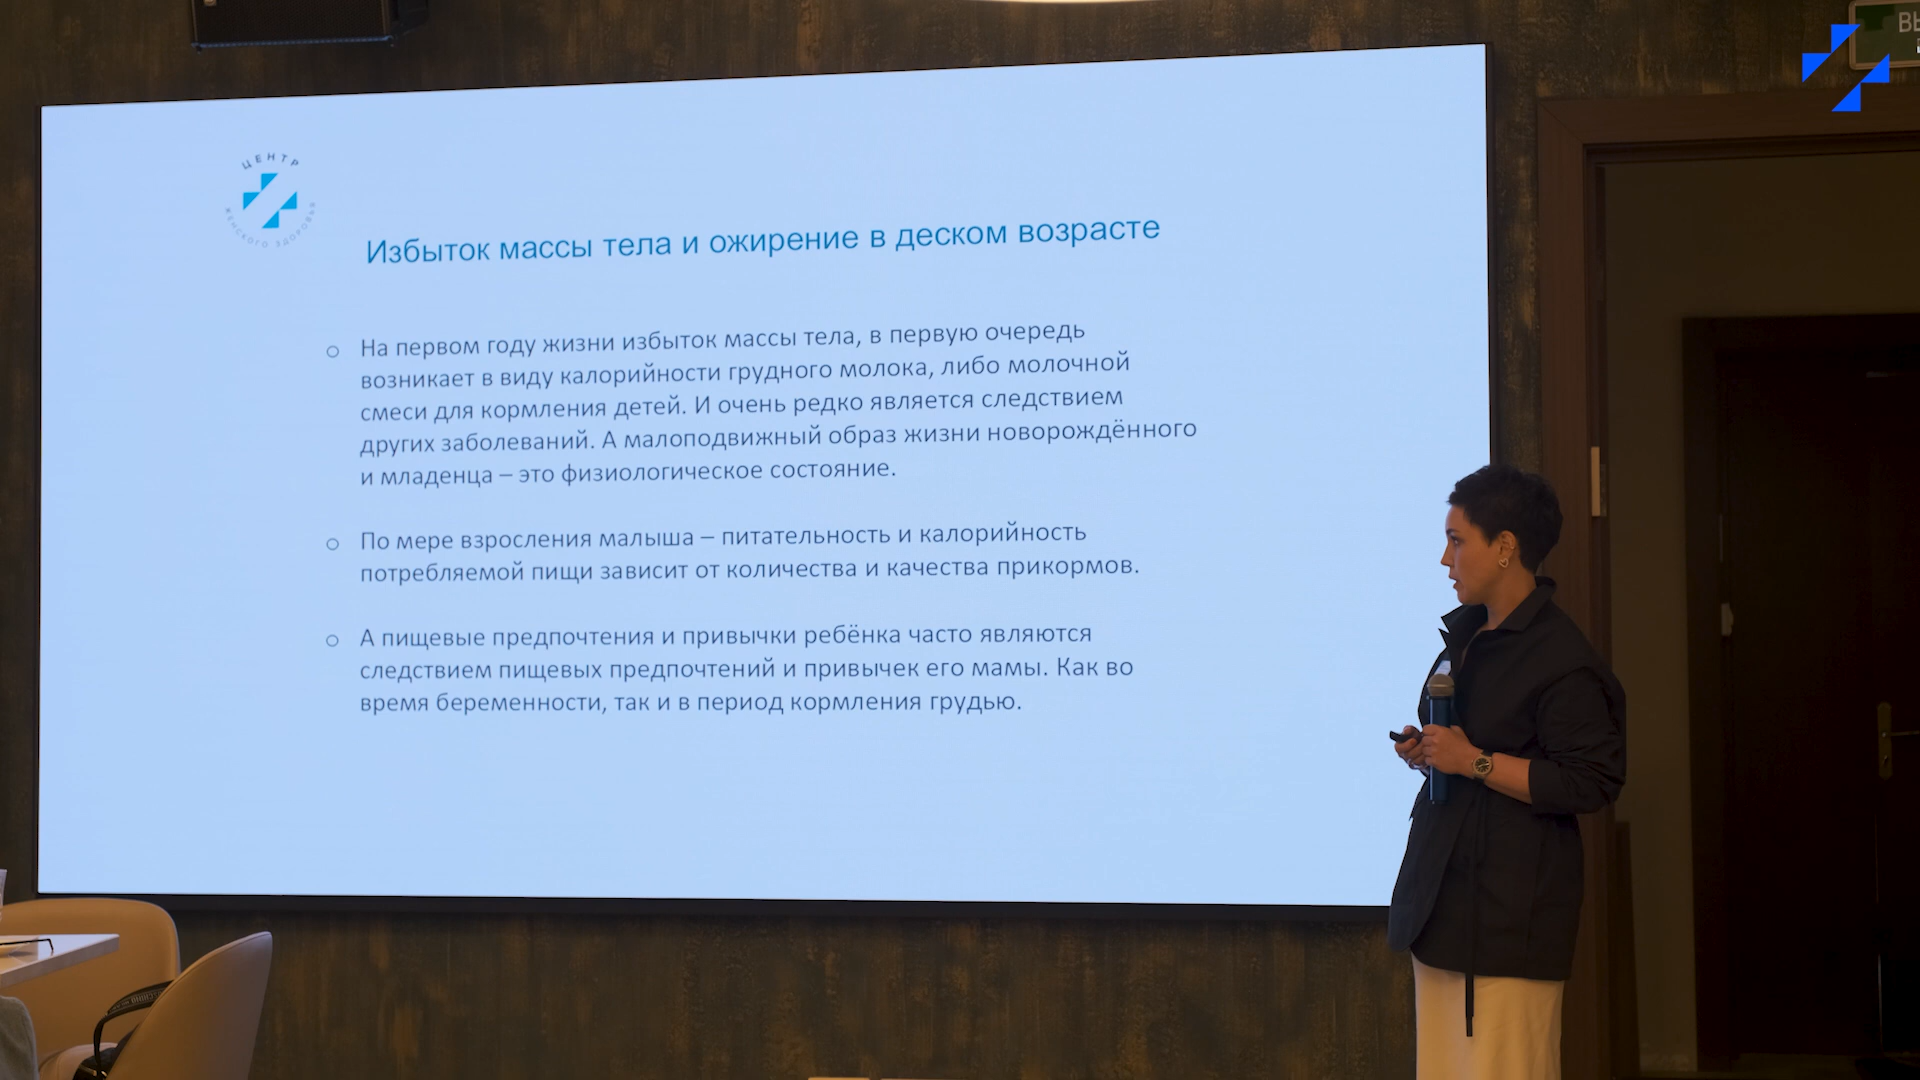 ВЫ
ЦЕНТР
ЖЕНСКОГО ЗДОРОВЬЯ
Избыток массы тела и ожирение в деском возрасте
На первом году жизни избыток массы тела, в первую очередь
возникает в виду калорийности грудного молока, либо молочной
смеси для кормления детей. И очень редко является следствием
других заболеваний. А малоподвижный образ жизни новорождённого
и младенца – это физиологическое состояние.
По мере взросления малыша – питательность и калорийность
потребляемой пищи зависит от количества и качества прикормов.
А пищевые предпочтения и привычки ребёнка часто являются
следствием пищевых предпочтений и привычек его мамы. Как во
время беременности, так и в период кормления грудью.